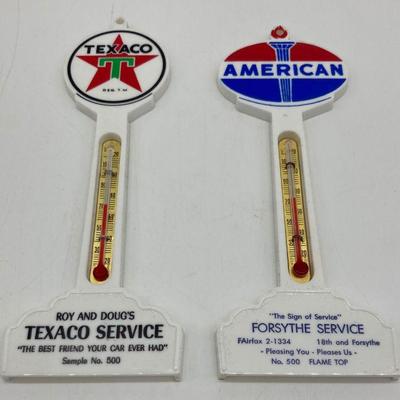 TEXACO
T
REG. T.M.
ROY AND DOUG'S
TEXACO SERVICE
"THE BEST FRIEND YOUR CAR EVER HAD"
Sample No. 500
AMERICAN
"The Sign of Service"
FORSYTHE SERVICE
FAirfax 2-1334 18th and Forsythe
- Pleasing You - Pleases Us -
No. 500 FLAME TOP